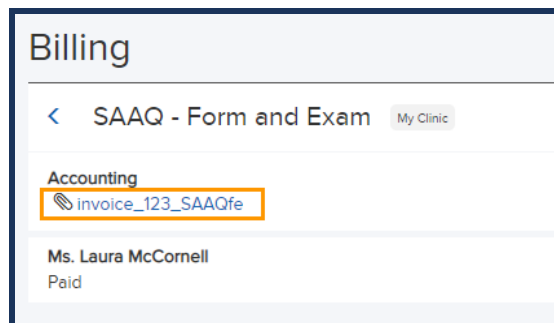 Billing
< SAAQ - Form and Exam My Clinic
Accounting
invoice_123_SAAQfe
Ms. Laura McCornell
Paid